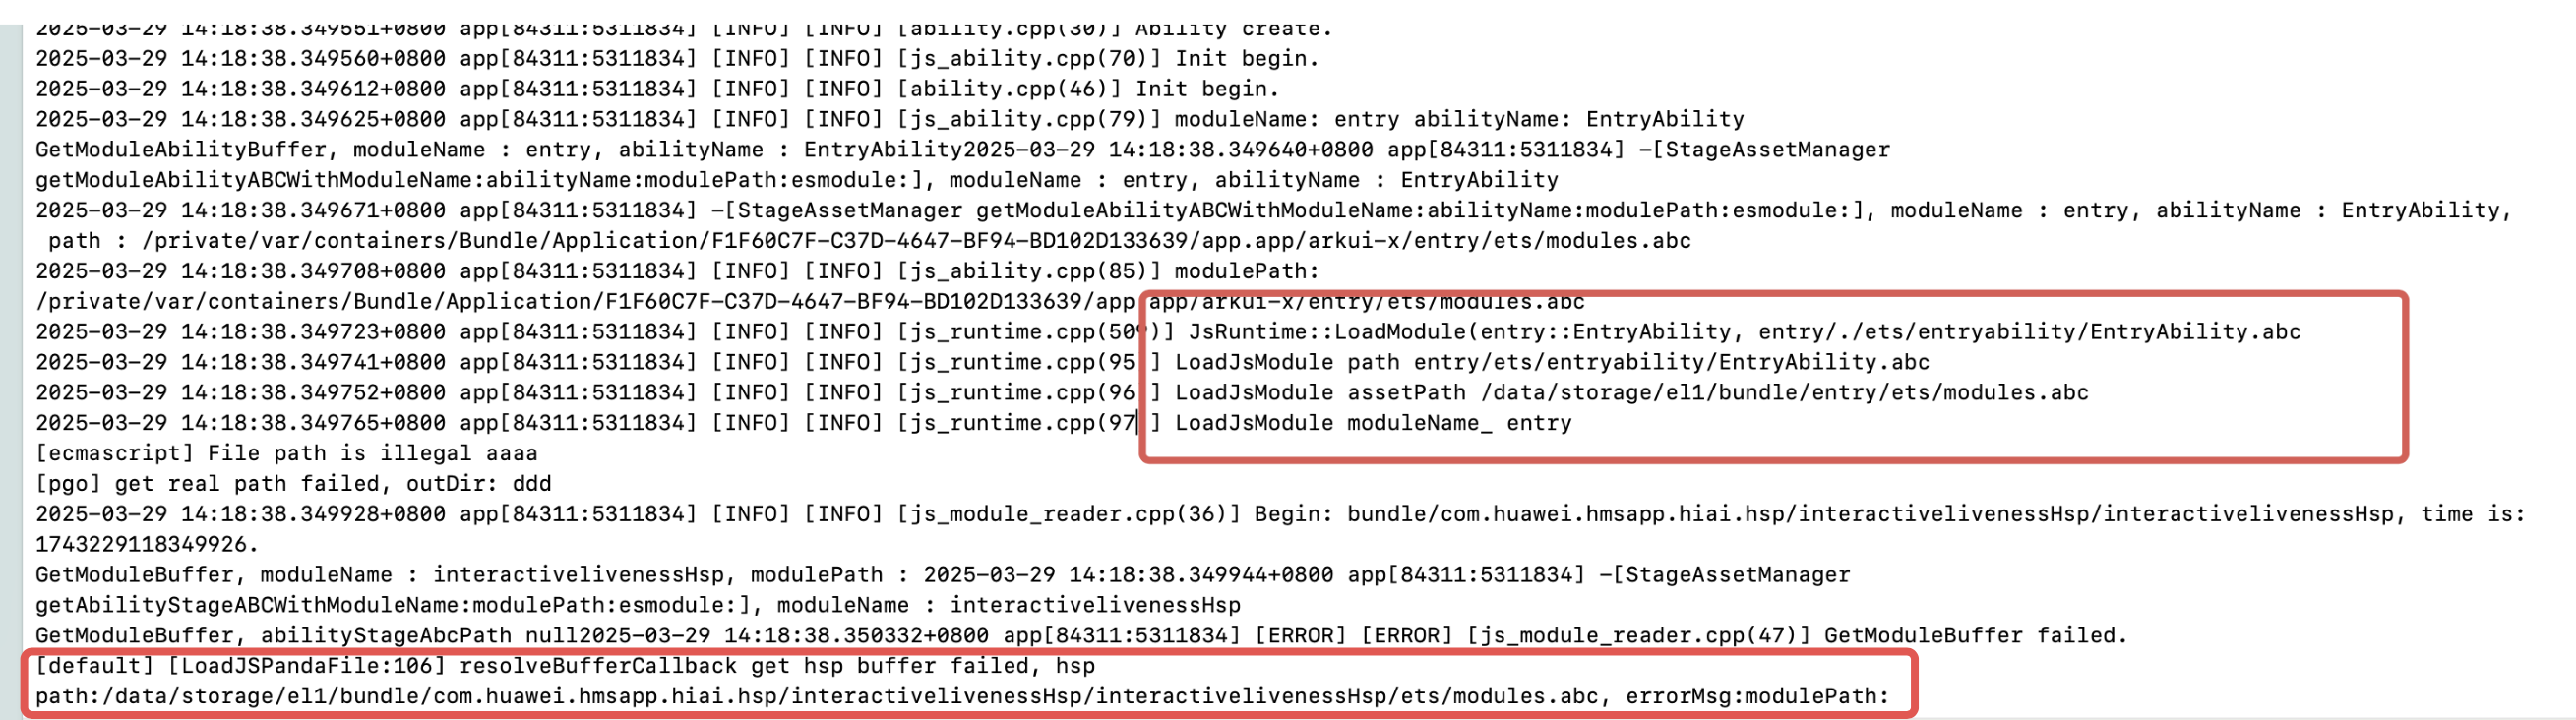 2025-03-29 14:18:38.349551+0800 app[84311:5311834] [INFO] [INFO] [ability.cpp(30)] Ability create.
2025-03-29 14:18:38.349560+0800 app[84311:5311834] [INFO] [INFO] [js_ability.cpp(70)] Init begin.
2025-03-29 14:18:38.349612+0800 app[84311:5311834] [INFO] [INFO] [ability.cpp(46)] Init begin.
2025-03-29 14:18:38.349625+0800 app[84311:5311834] [INFO] [INFO] [js_ability.cpp(79)] moduleName: entry abilityName: EntryAbility
GetModuleAbilityBuffer, moduleName : entry, abilityName : EntryAbility2025-03-29 14:18:38.349640+0800 app[84311:5311834] -[StageAssetManager
getModuleAbilityABCWithModuleName:abilityName:modulePath:esmodule:], moduleName : entry, abilityName : EntryAbility
2025-03-29 14:18:38.349671+0800 app[84311:5311834] -[StageAssetManager getModuleAbilityABCWithModuleName:abilityName:modulePath:esmodule:], moduleName : entry, abilityName : EntryAbility,
path : /private/var/containers/Bundle/Application/F1F60C7F-C37D-4647-BF94-BD102D133639/app.app/arkui-x/entry/ets/modules.abc
2025-03-29 14:18:38.349708+0800 app[84311:5311834] [INFO] [INFO] [js_ability.cpp(85)] modulePath:
/private/var/containers/Bundle/Application/F1F60C7F-C37D-4647-BF94-BD102D133639/app app/arkui-x/entry/ets/modules.abc
2025-03-29 14:18:38.349723+0800 app[84311:5311834] [INFO] [INFO] [js_runtime.cpp(509)] JsRuntime::LoadModule(entry::EntryAbility, entry/./ets/entryability/EntryAbility.abc
2025-03-29 14:18:38.349741+0800 app[84311:5311834] [INFO] [INFO] [js_runtime.cpp(95 ] LoadJsModule path entry/ets/entryability/EntryAbility.abc
2025-03-29 14:18:38.349752+0800 app[84311:5311834] [INFO] [INFO] [js_runtime.cpp(96 ] LoadJsModule assetPath /data/storage/el1/bundle/entry/ets/modules.abc
2025-03-29 14:18:38.349765+0800 app[84311:5311834] [INFO] [INFO] [js_runtime.cpp(97 ] LoadJsModule moduleName_ entry
[ecmascript] File path is illegal aaaa
[pgo] get real path failed, outDir: ddd
2025-03-29 14:18:38.349928+0800 app[84311:5311834] [INFO] [INFO] [js_module_reader.cpp(36)] Begin: bundle/com.huawei.hmsapp.hiai.hsp/interactivelivenessHsp/interactivelivenessHsp, time is:
1743229118349926.
GetModuleBuffer, moduleName : interactivelivenessHsp, modulePath : 2025-03-29 14:18:38.349944+0800 app[84311:5311834] -[StageAssetManager
getAbilityStageABCWithModuleName:modulePath:esmodule:], moduleName : interactivelivenessHsp
GetModuleBuffer, abilityStageAbcPath null2025-03-29 14:18:38.350332+0800 app[84311:5311834] [ERROR] [ERROR] [js_module_reader.cpp(47)] GetModuleBuffer failed.
[default] [LoadJSPandaFile:106] resolveBufferCallback get hsp buffer failed, hsp
path:/data/storage/el1/bundle/com.huawei.hmsapp.hiai.hsp/interactivelivenessHsp/interactivelivenessHsp/ets/modules.abc, errorMsg:modulePath: